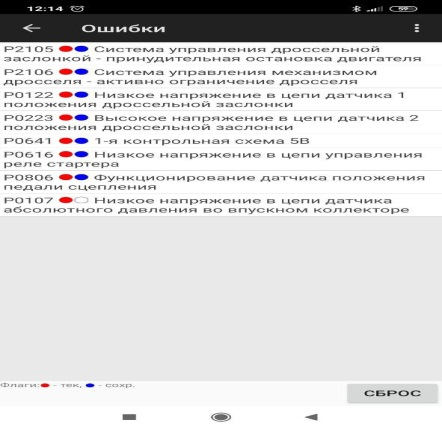 12:14
Ошибки
P2105 Система управления дроссельной
заслонкой - принудительная остановка двигателя
P2106 Система управления механизмом
дросселя - активно ограничение дросселя
P0122 Низкое напряжение в цепи датчика 1
положения дроссельной заслонки
P0223 Высокое напряжение в цепи датчика 2
положения дроссельной заслонки
P0641 1-я контрольная схема 5В
P0616 Низкое напряжение в цепи управления
реле стартера
P0806 Функционирование датчика положения
педали сцепления
P0107 Низкое напряжение в цепи датчика
абсолютного давления во впускном коллекторе
Флаги: - тек, - сохр.
СБРОС